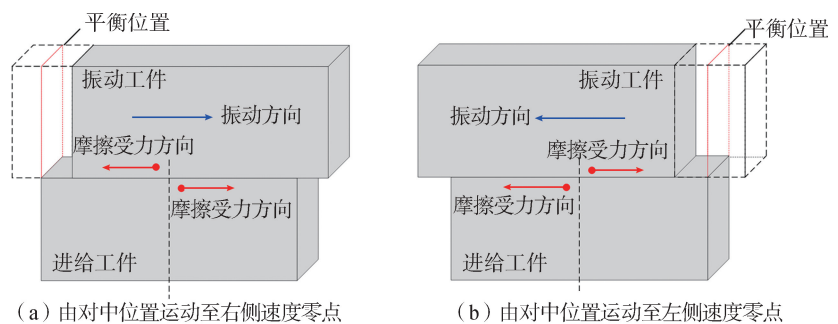 平衡位置
振动工件
振动方向
摩擦受力方向
摩擦受力方向
进给工件
(a)由对中位置运动至右侧速度零点
平衡位置
振动工件
振动方向
摩擦受力方向
摩擦受力方向
进给工件
(b)由对中位置运动至左侧速度零点